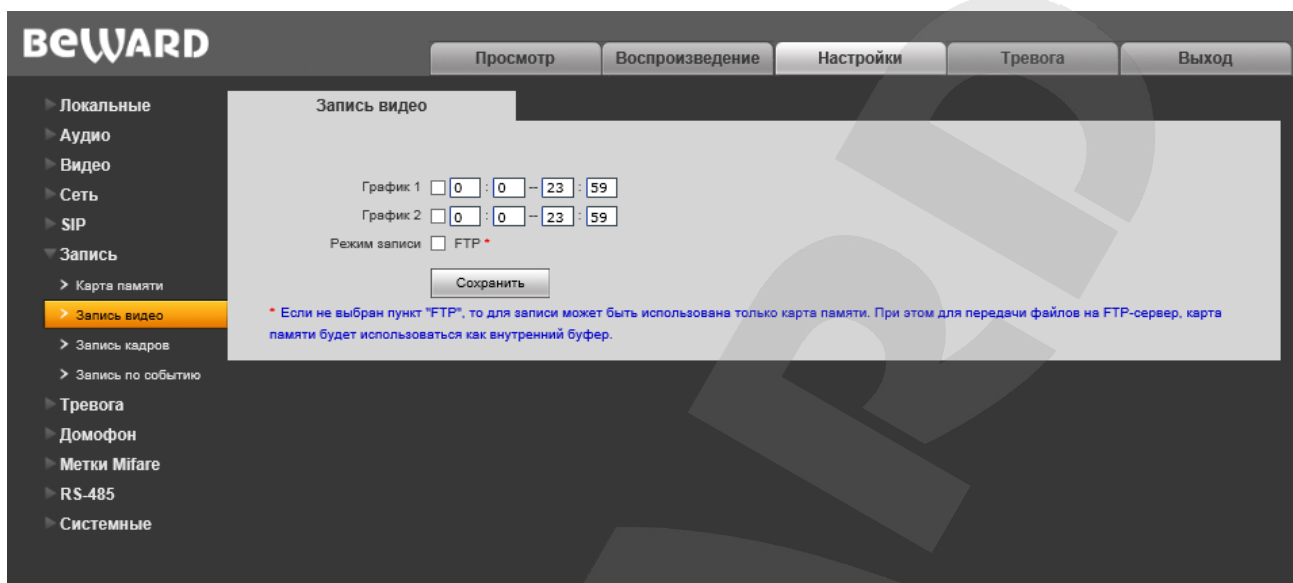 BEWARD
Просмотр Воспроизведение Настройки Тревога Выход
Локальные
Аудио
Видео
Сеть
SIP
Запись
Карта памяти
Запись видео
Запись кадров
Запись по событию
Тревога
Домофон
Метки Mifare
RS-485
Системные
Запись видео
График 1 0 : 0 – 23 : 59
График 2 0 : 0 – 23 : 59
Режим записи FTP *
Сохранить
* Если не выбран пункт "FTP", то для записи может быть использована только карта памяти. При этом для передачи файлов на FTP-сервер, карта
памяти будет использоваться как внутренний буфер.